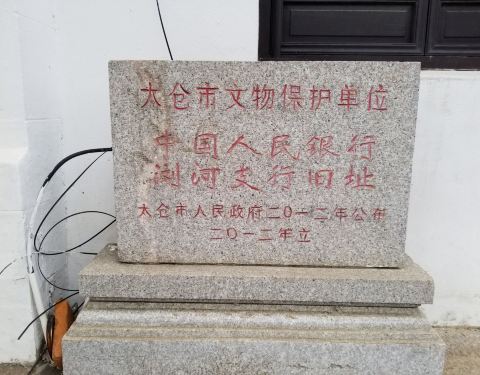 太仓市文物保护单位
中国人民银行
浏河支行旧址
太仓市人民政府二〇一二年公布
二〇一二年立